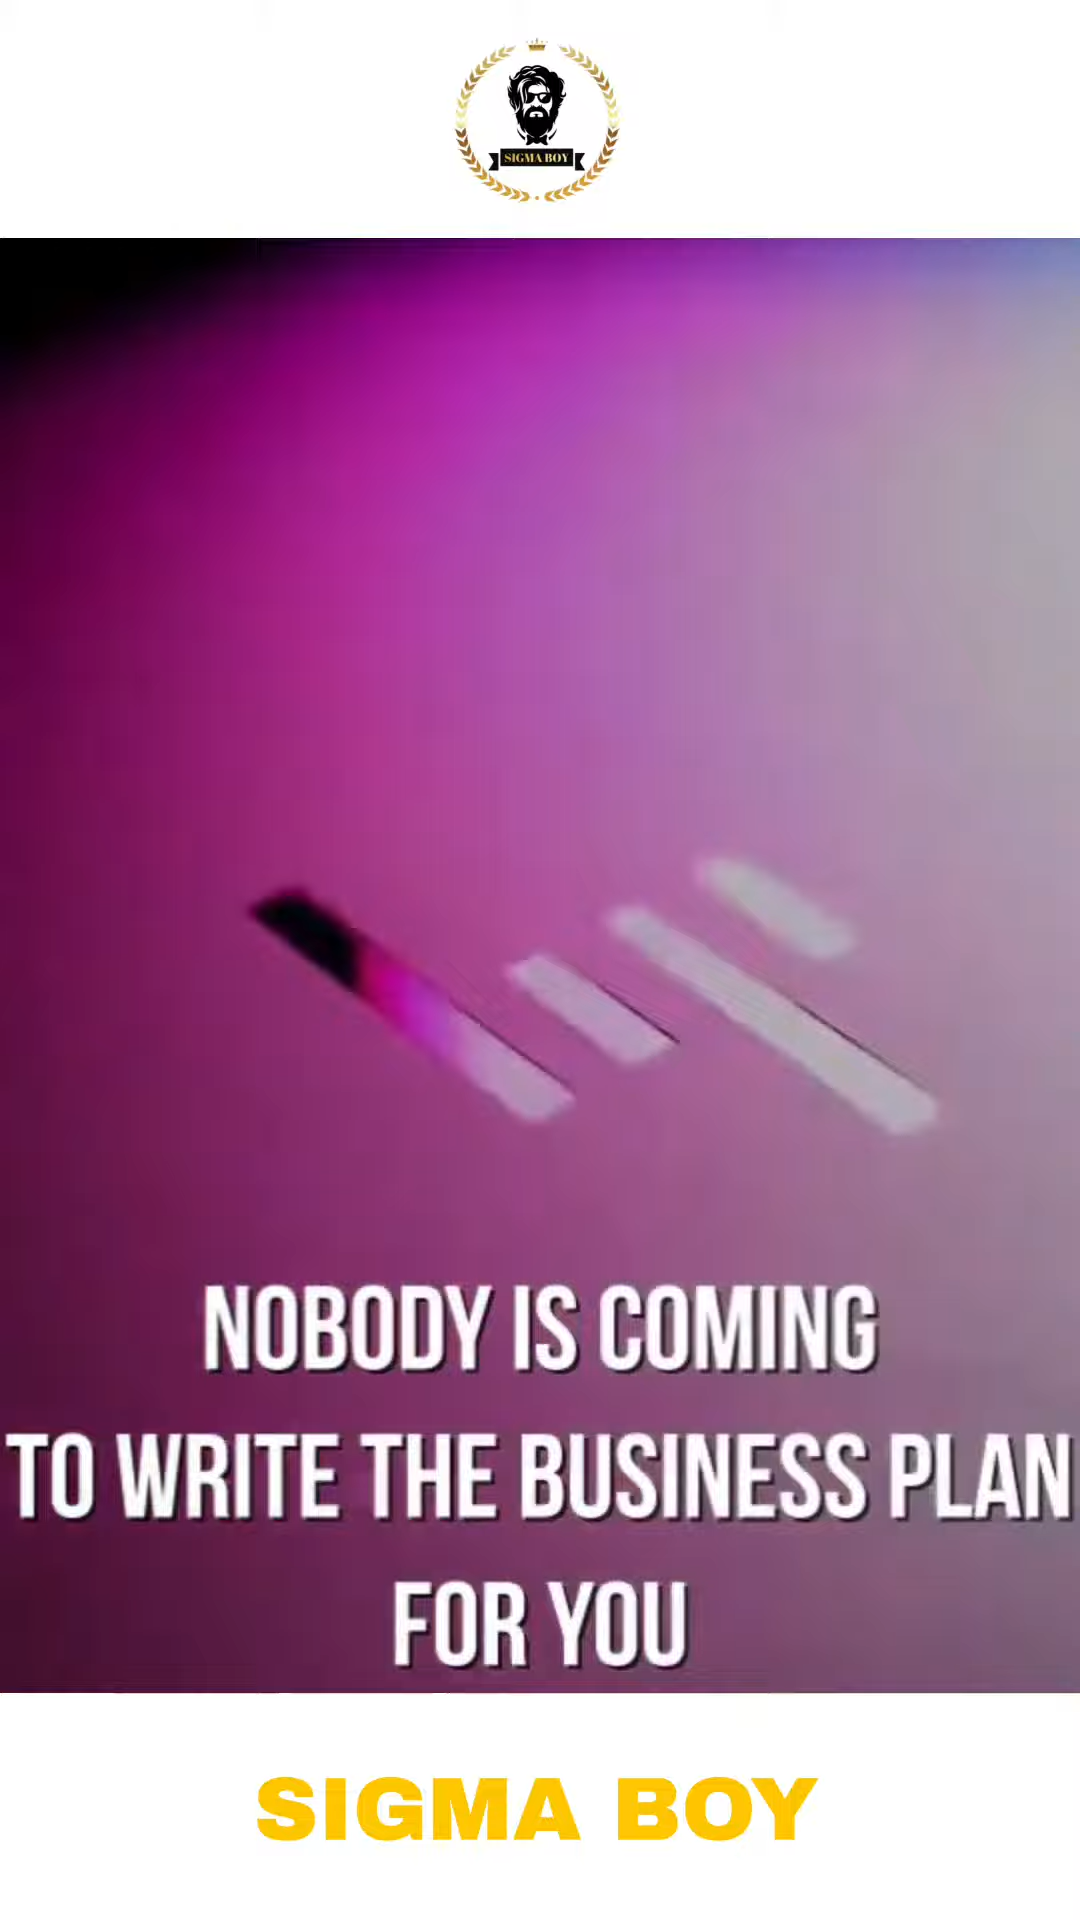 SIGMA BOY
NOBODY IS COMING
TO WRITE THE BUSINESS PLAN
FOR YOU
SIGMA BOY